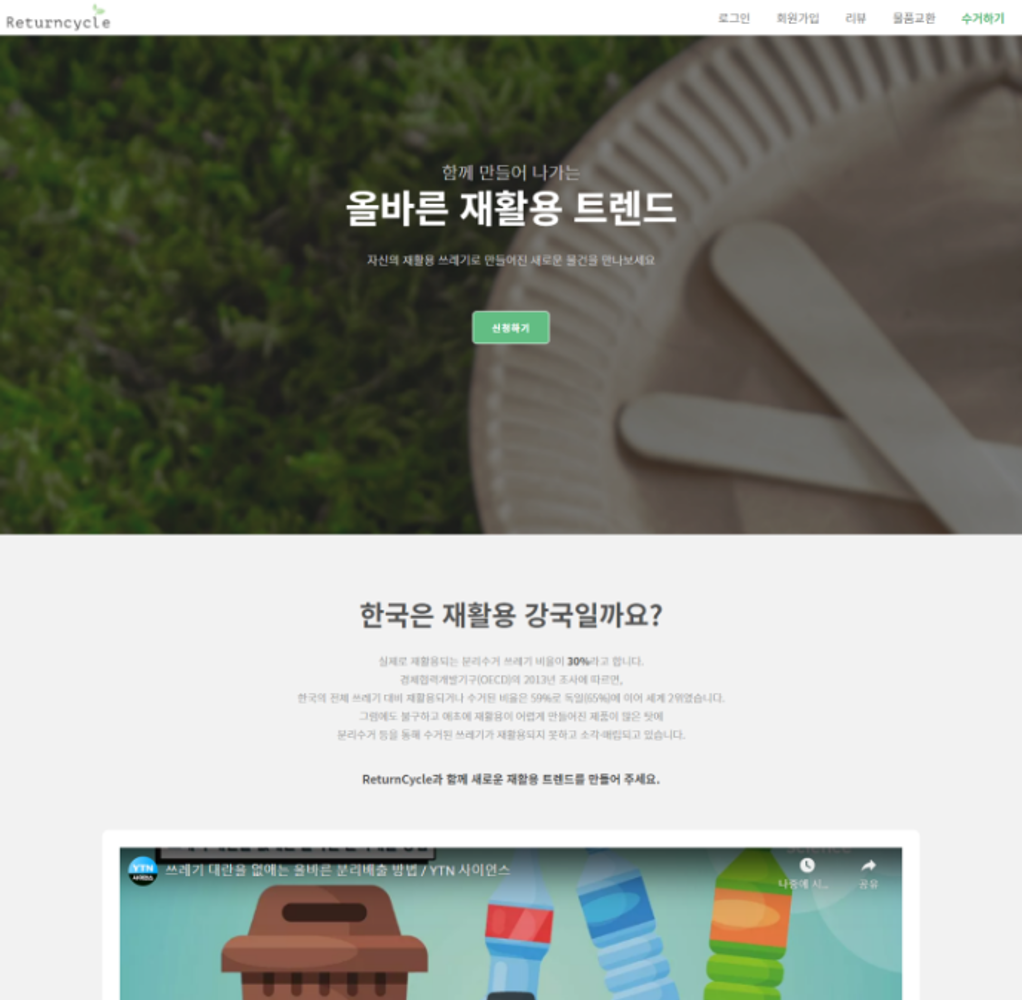 Returncycle
로그인 회원가입 리뷰 물품교환 수거하기
함께 만들어 나가는
올바른 재활용 트렌드
자신의 재활용 쓰레기로 만들어진 새로운 물건을 만나보세요
신청하기
한국은 재활용 강국일까요?
실제로 재활용되는 분리수거 쓰레기 비율이 30%라고 합니다.
경제협력개발기구(OECD)의 2013년 조사에 따르면,
한국의 전체 쓰레기 대비 재활용되거나 수거된 비율은 59%로 독일(65%)에 이어 세계 2위였습니다.
그럼에도 불구하고 애초에 재활용이 어렵게 만들어진 제품이 많은 탓에
분리수거 등을 통해 수거된 쓰레기가 재활용되지 못하고 소각·매립되고 있습니다.
ReturnCycle과 함께 새로운 재활용 트렌드를 만들어 주세요.
YTN
사이언스
쓰레기 대란을 없애는 올바른 분리배출 방법 / YTN 사이언스
나중에 시...
공유